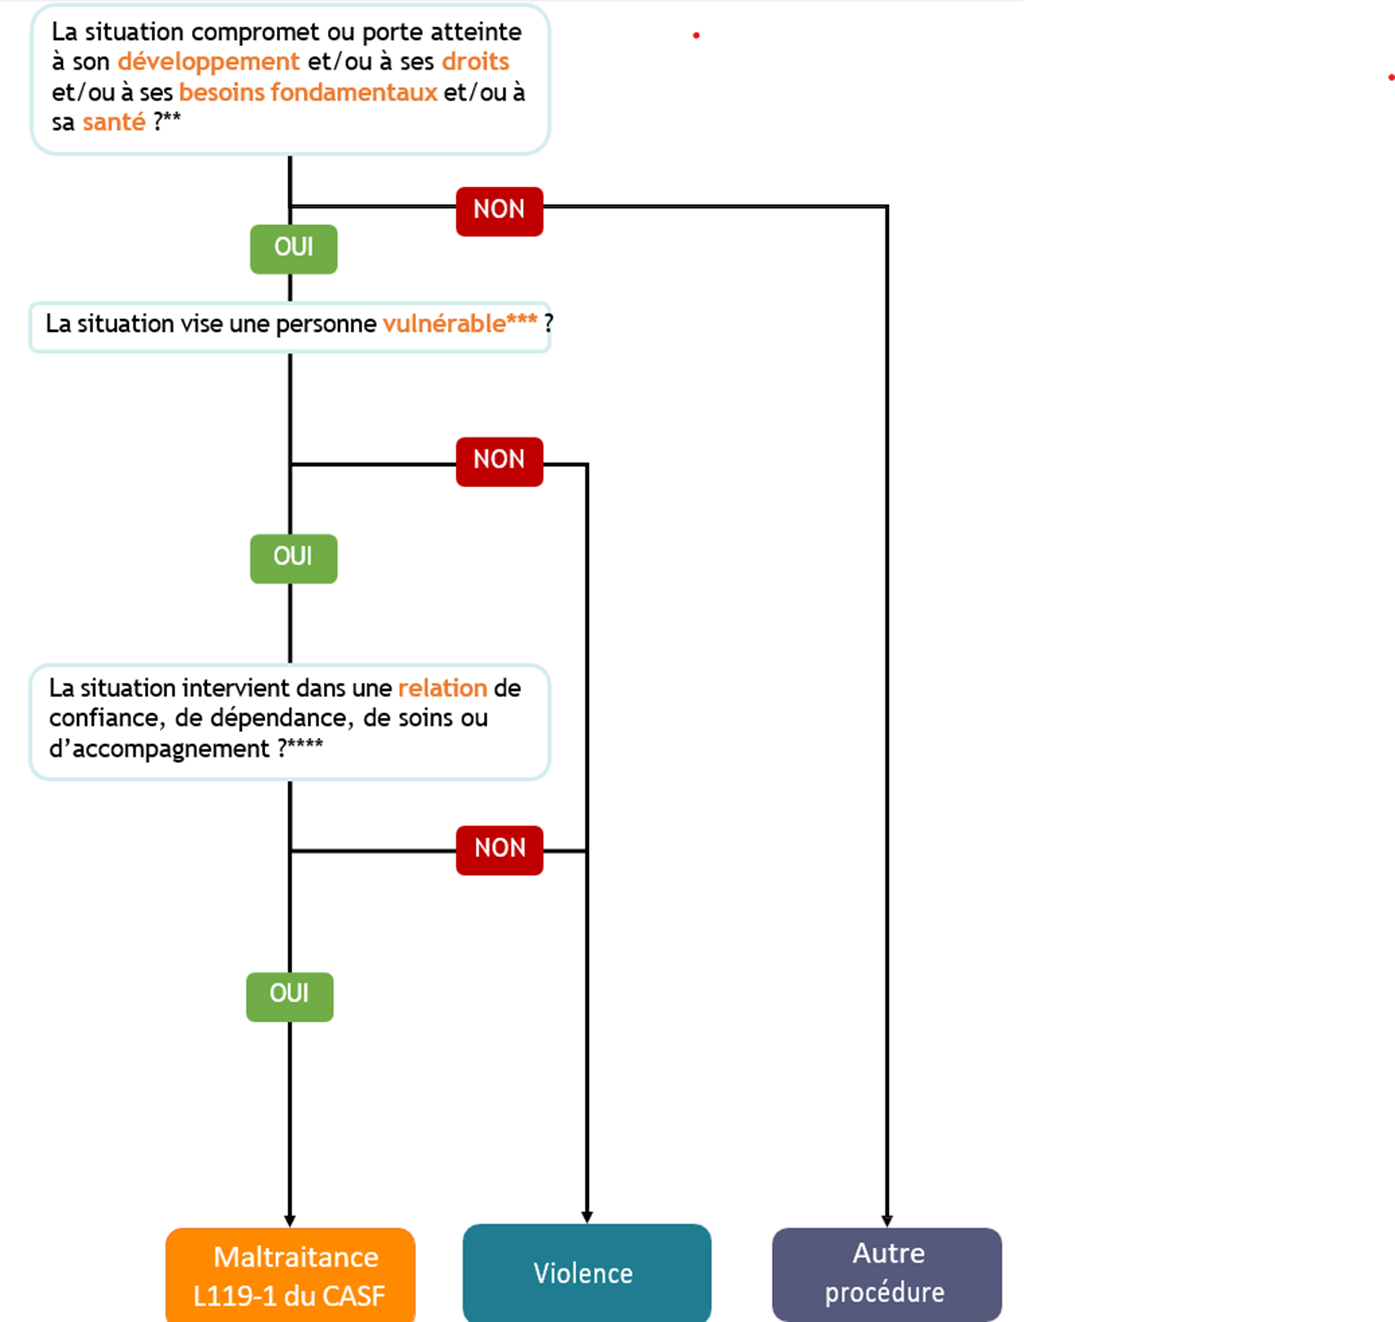 La situation compromet ou porte atteinte
à son développement et/ou à ses droits
et/ou à ses besoins fondamentaux et/ou à
sa santé ?**
NON
OUI
La situation vise une personne vulnérable*** ?
NON
OUI
La situation intervient dans une relation de
confiance, de dépendance, de soins ou
d’accompagnement ?****
NON
OUI
Maltraitance
L119-1 du CASF
Violence
Autre
procédure